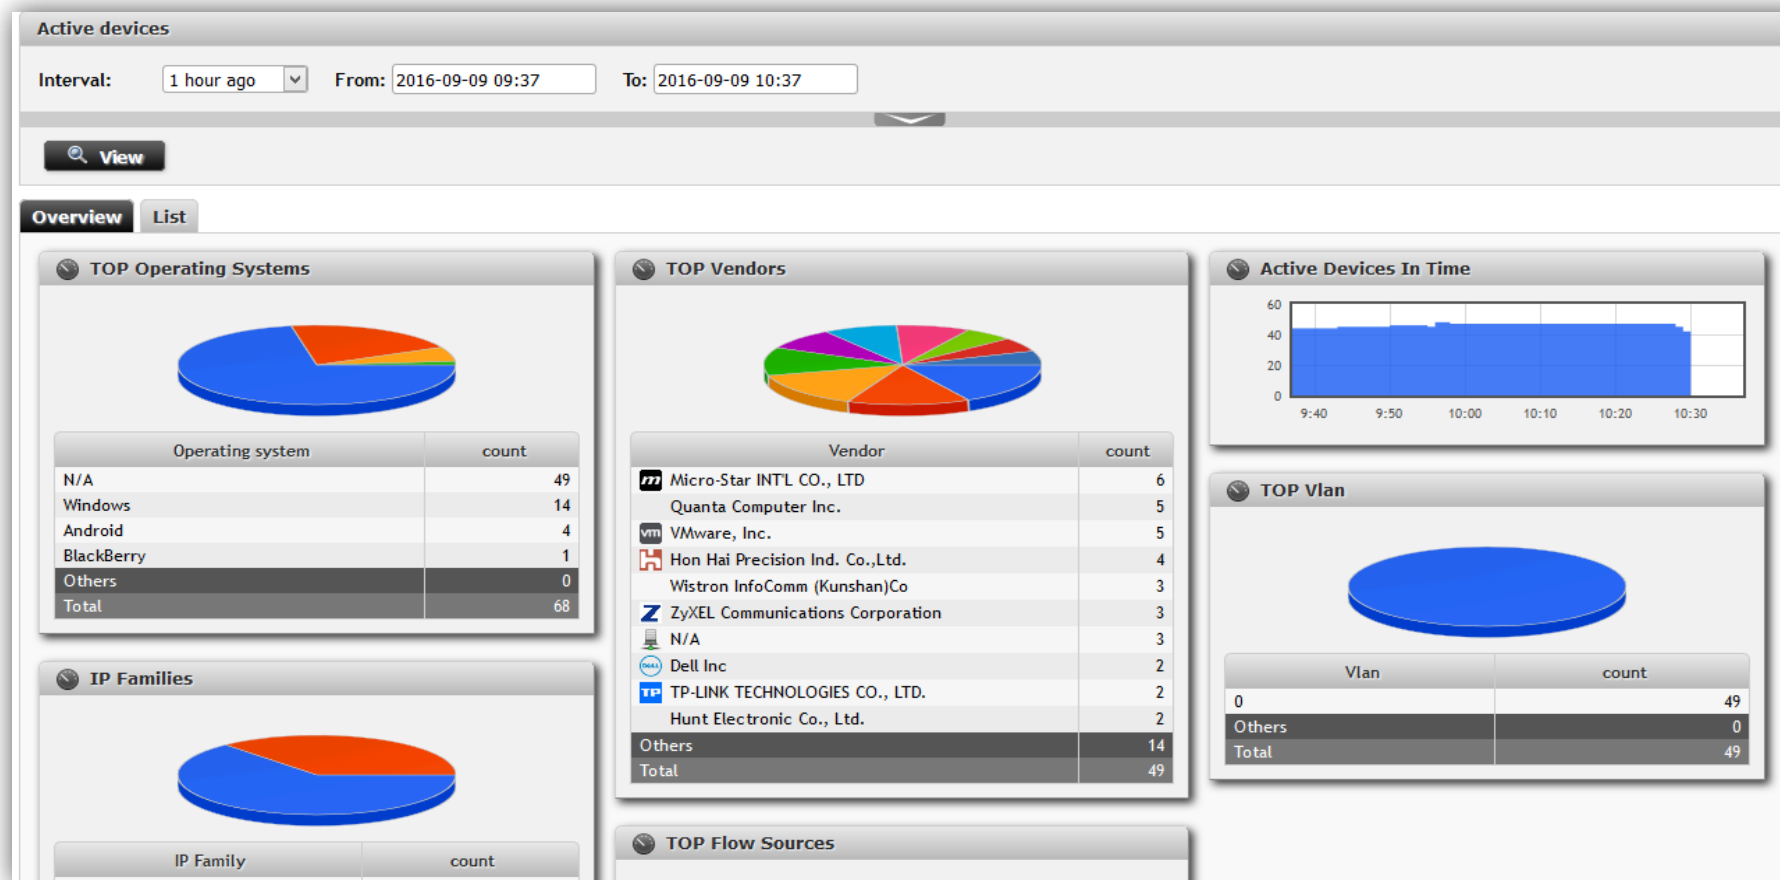 Active devices
Interval: 1 hour ago From: 2016-09-09 09:37 To: 2016-09-09 10:37
View
Overview List
TOP Operating Systems
Operating system count
N/A 49
Windows 14
Android 4
BlackBerry 1
Others 0
Total 68
IP Families
IP Family count
TOP Vendors
Vendor count
m Micro-Star INT'L CO., LTD 6
Quanta Computer Inc. 5
vm VMware, Inc. 5
Hon Hai Precision Ind. Co.,Ltd. 4
Wistron InfoComm (Kunshan)Co 3
Z ZyXEL Communications Corporation 3
N/A 3
DELL Dell Inc 2
TP TP-LINK TECHNOLOGIES CO., LTD. 2
Hunt Electronic Co., Ltd. 2
Others 14
Total 49
TOP Flow Sources
Active Devices In Time
60
40
20
0
9:40 9:50 10:00 10:10 10:20 10:30
TOP Vlan
Vlan count
0 49
Others 0
Total 49